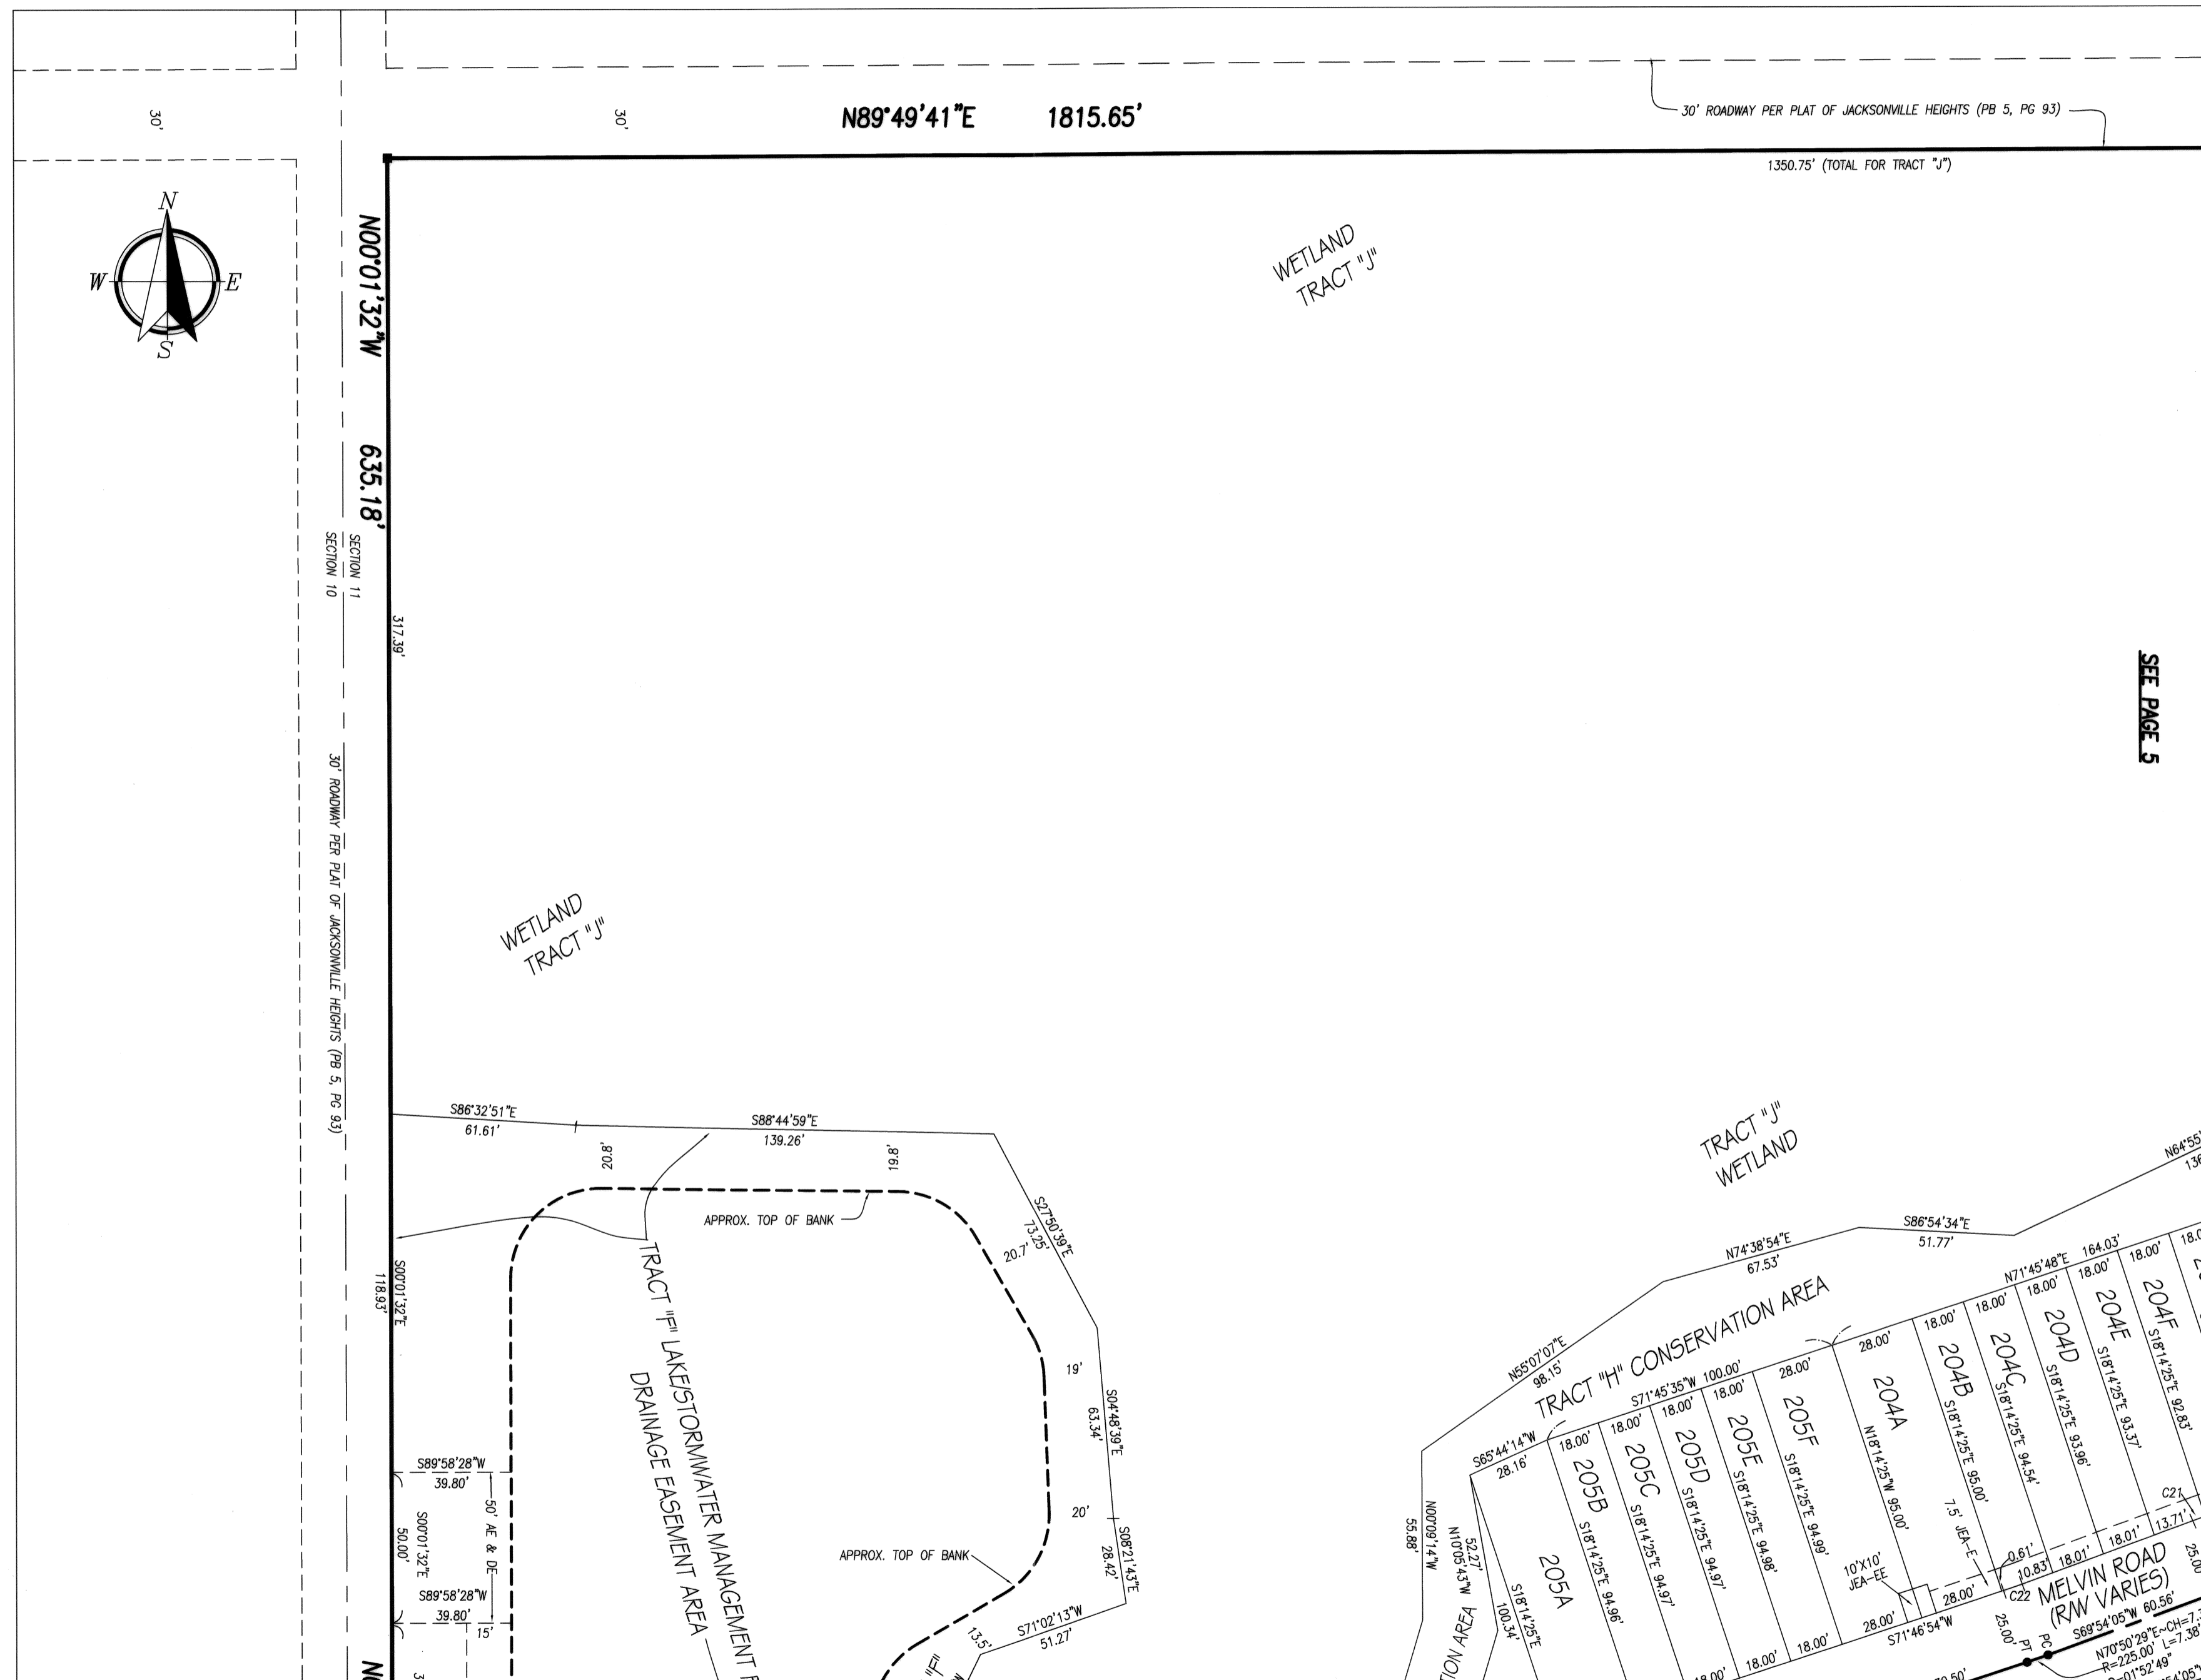 N89°49'41"E 1815.65'
30' ROADWAY PER PLAT OF JACKSONVILLE HEIGHTS (PB 5, PG 93)
1350.75' (TOTAL FOR TRACT "J")
30'
30'
N
W
E
S
N00°01'32"W 635.18'
WETLAND
TRACT "J"
SECTION 11
SECTION 10
317.39'
SEE PAGE 5
30' ROADWAY PER PLAT OF JACKSONVILLE HEIGHTS (PB 5, PG 93)
WETLAND
TRACT "J"
TRACT "J"
WETLAND
S86°32'51"E
61.61'
S88°44'59"E
139.26'
20.8'
19.8'
APPROX. TOP OF BANK
S27°50'39"E
73.25'
20.7'
TRACT "F" LAKE/STORMWATER MANAGEMENT
DRAINAGE EASEMENT AREA
S00°01'32"E
118.93'
19'
S04°48'39"E
63.34'
20'
S08°21'43"E
28.42'
S71°02'13"W
51.27'
13.5'
"F"
APPROX. TOP OF BANK
S89°58'28"W
39.80'
50' AE & DE
S00°01'32"E
50.00'
S89°58'28"W
39.80'
15'
N64°55'
S86°54'34"E
51.77'
N74°38'54"E
67.53'
N55°07'07"E
98.15'
TRACT "H" CONSERVATION AREA
N71°45'48"E 164.03'
S71°45'35"W 100.00'
S65°44'14"W
28.16'
N00°09'14"W
55.88'
52.27'
N10°05'43"W
S18°14'25"E
100.34'
205A
18.00'
205B
S18°14'25"E 94.96'
18.00'
205C
S18°14'25"E 94.97'
18.00'
205D
S18°14'25"E 94.97'
18.00'
205E
S18°14'25"E 94.98'
28.00'
205F
S18°14'25"E 94.99'
28.00'
204A
N18°14'25"W 95.00'
18.00'
204B
S18°14'25"E 95.00'
18.00'
204C
S18°14'25"E 94.54'
18.00'
204D
S18°14'25"E 93.96'
18.00'
204E
S18°14'25"E 93.37'
18.00'
204F
S18°14'25"E 92.83'
7.5' JEA-E
10'X10'
JEA-EE
C21
0.61'
10.83'
18.01'
18.01'
13.71'
C22
28.00'
28.00'
18.00'
S71°46'54"W
MELVIN ROAD
(R/W VARIES)
25.00'
PT
PC
S69°54'05"W 60.56'
N70°50'29"E~CH=7.
R=225.00' L=7.38'